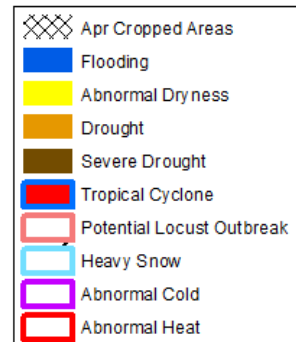 Apr Cropped Areas
Flooding
Abnormal Dryness
Drought
Severe Drought
Tropical Cyclone
Potential Locust Outbreak
Heavy Snow
Abnormal Cold
Abnormal Heat